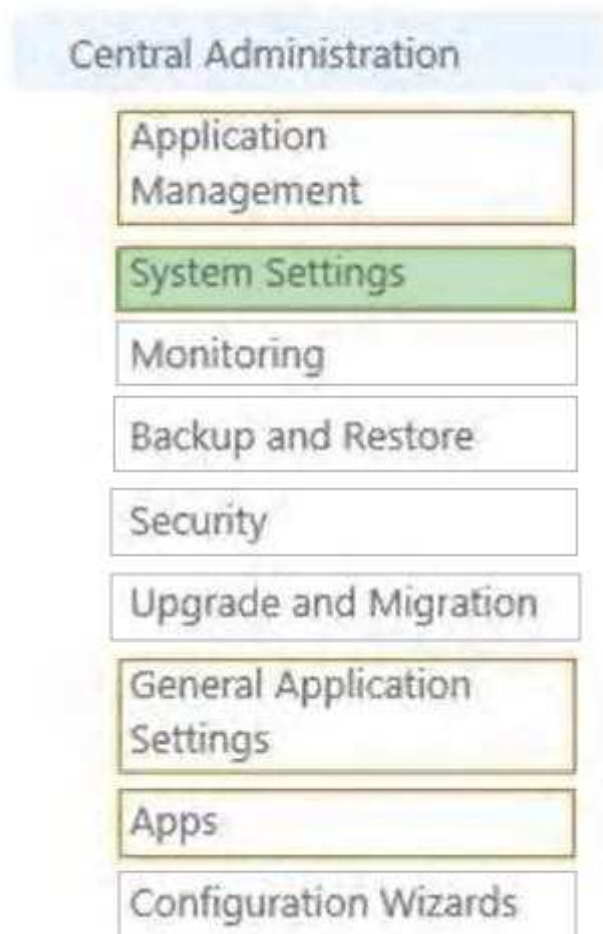 Central Administration
Application
Management
System Settings
Monitoring
Backup and Restore
Security
Upgrade and Migration
General Application
Settings
Apps
Configuration Wizards